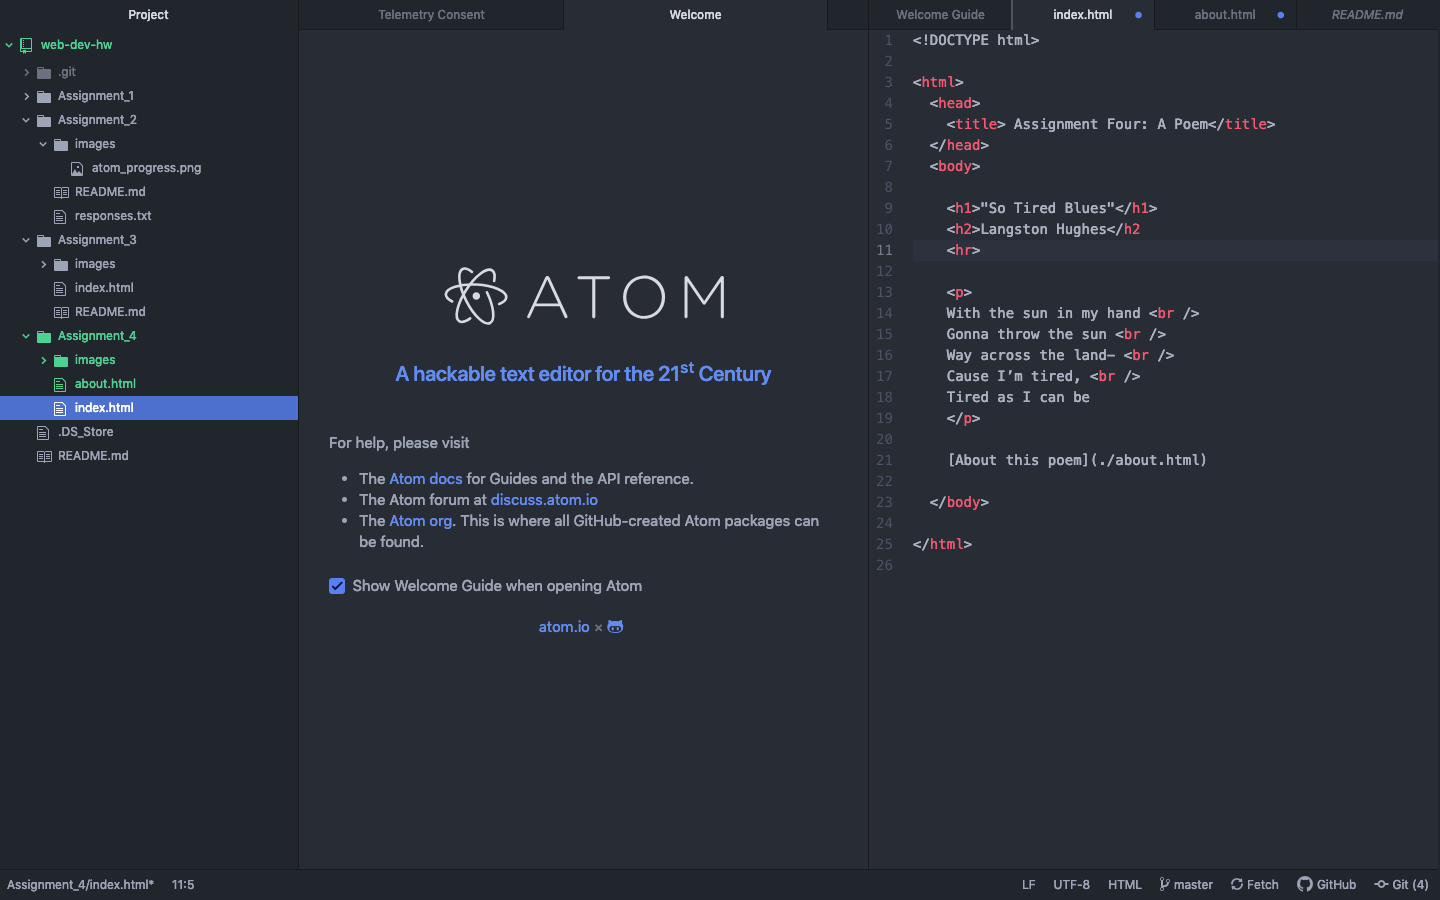 Project
web-dev-hw
.git
Assignment_1
Assignment_2
images
atom_progress.png
README.md
responses.txt
Assignment_3
images
index.html
README.md
Assignment_4
images
about.html
index.html
.DS_Store
README.md
Telemetry Consent
Welcome
ATOM
A hackable text editor for the 21st Century
For help, please visit
• The Atom docs for Guides and the API reference.
• The Atom forum at discuss.atom.io
• The Atom org. This is where all GitHub-created Atom packages can
be found.
Show Welcome Guide when opening Atom
atom.io ×
Welcome Guide
index.html
about.html
README.md
1 <!DOCTYPE html>
2
3 <html>
4 <head>
5 <title> Assignment Four: A Poem</title>
6 </head>
7 <body>
8
9 <h1>"So Tired Blues"</h1>
10 <h2>Langston Hughes</h2
11 <hr>
12
13 <p>
14 With the sun in my hand <br />
15 Gonna throw the sun <br />
16 Way across the land— <br />
17 Cause I’m tired, <br />
18 Tired as I can be
19 </p>
20
21 [About this poem](./about.html)
22
23 </body>
24
25 </html>
26
Assignment_4/index.html* 11:5
LF UTF-8 HTML master Fetch GitHub Git (4)